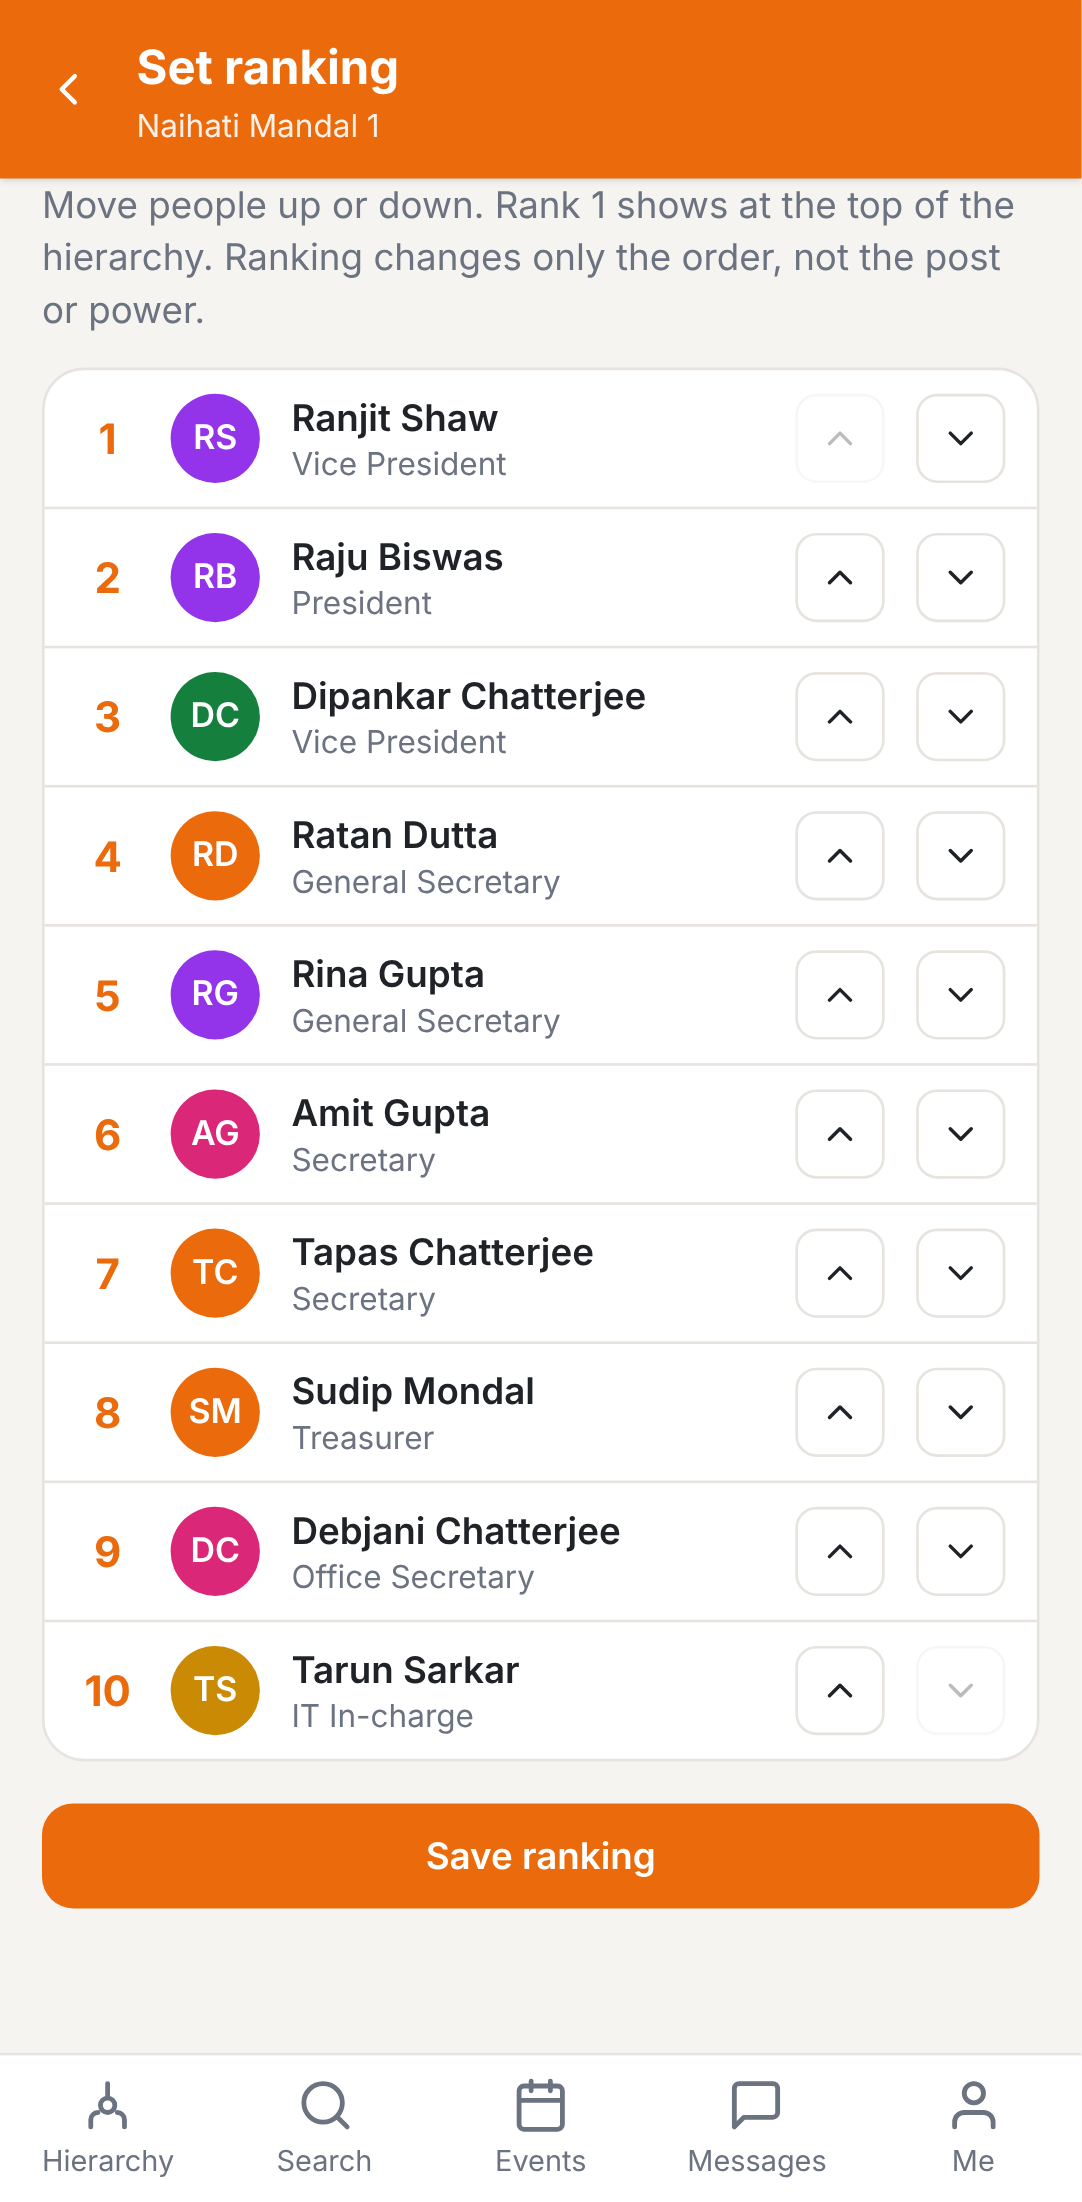 Set ranking
Naihati Mandal 1
Move people up or down. Rank 1 shows at the top of the
hierarchy. Ranking changes only the order, not the post
or power.
1
RS
Ranjit Shaw
Vice President
2
RB
Raju Biswas
President
3
DC
Dipankar Chatterjee
Vice President
4
RD
Ratan Dutta
General Secretary
5
RG
Rina Gupta
General Secretary
6
AG
Amit Gupta
Secretary
7
TC
Tapas Chatterjee
Secretary
8
SM
Sudip Mondal
Treasurer
9
DC
Debjani Chatterjee
Office Secretary
10
TS
Tarun Sarkar
IT In-charge
Save ranking
Hierarchy
Search
Events
Messages
Me